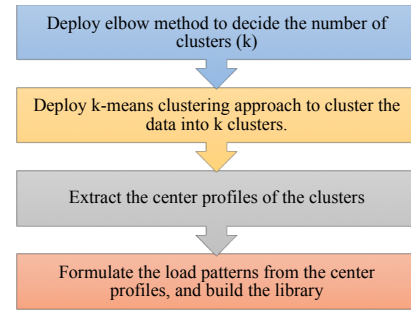 Deploy elbow method to decide the number of
clusters (k)
Deploy k-means clustering approach to cluster the
data into k clusters.
Extract the center profiles of the clusters
Formulate the load patterns from the center
profiles, and build the library